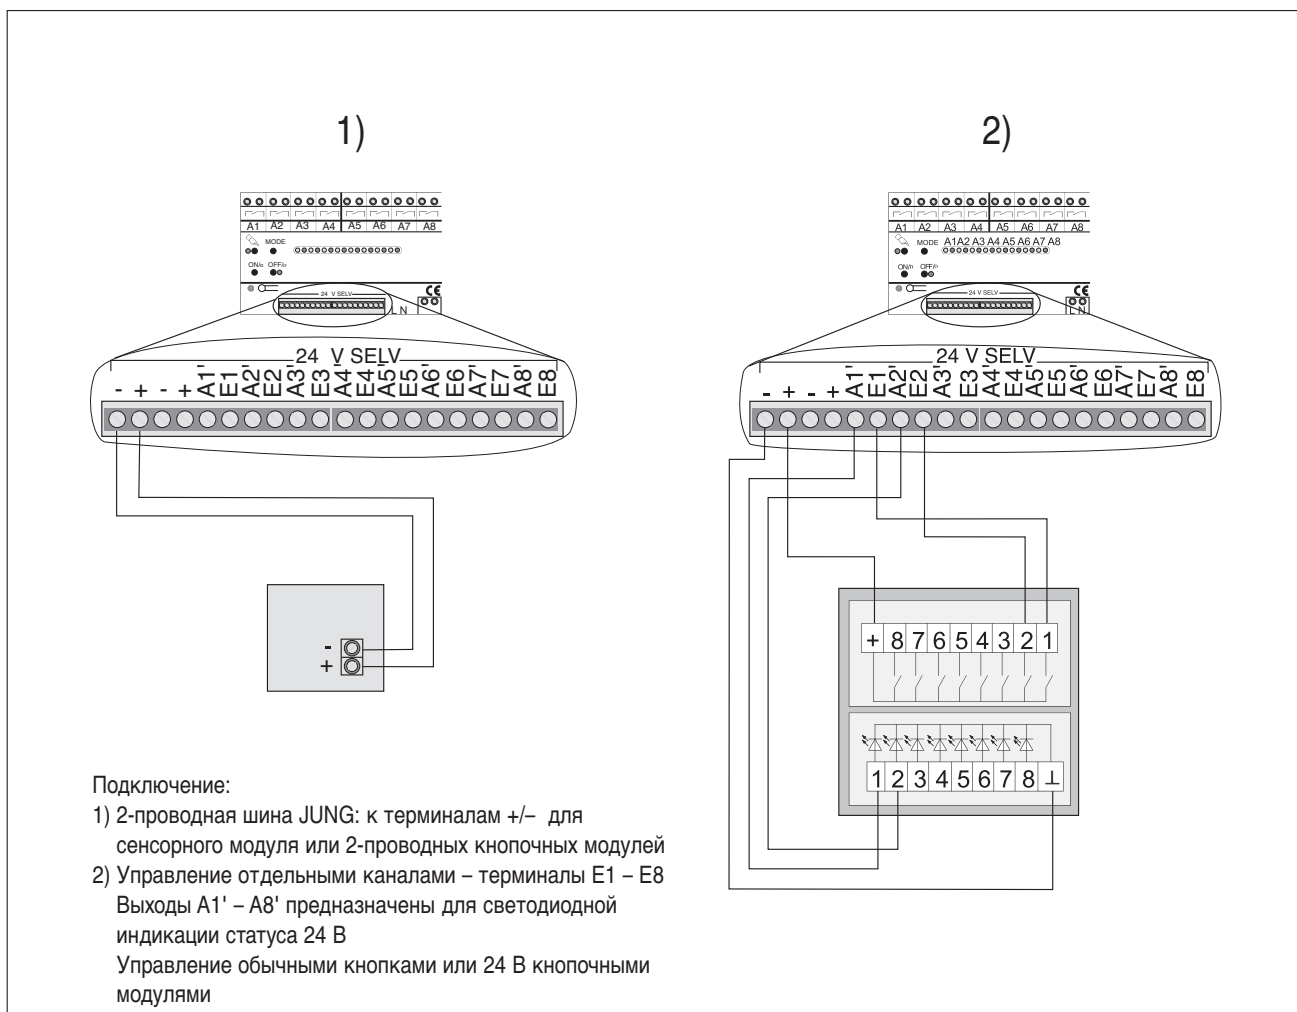 1)
2)
A1 A2 A3 A4 A5 A6 A7 A8
MODE
ON/n OFF/o
24 V SELV
CE
L N
24 V SELV
- + - + A1' E1 A2' E2 A3' E3 A4' E4 A5' E5 A6' E6 A7' E7 A8' E8
-
+
A1 A2 A3 A4 A5 A6 A7 A8
MODE A1A2 A3 A4 A5 A6 A7 A8
ON/n OFF/o
24 V SELV
CE
L N
24 V SELV
- + - + A1' E1 A2' E2 A3' E3 A4' E4 A5' E5 A6' E6 A7' E7 A8' E8
+ 8 7 6 5 4 3 2 1
1 2 3 4 5 6 7 8 ⊥
Подключение:
1) 2-проводная шина JUNG: к терминалам +/– для
сенсорного модуля или 2-проводных кнопочных модулей
2) Управление отдельными каналами – терминалы E1 – E8
Выходы A1' – A8' предназначены для светодиодной
индикации статуса 24 В
Управление обычными кнопками или 24 В кнопочными
модулями